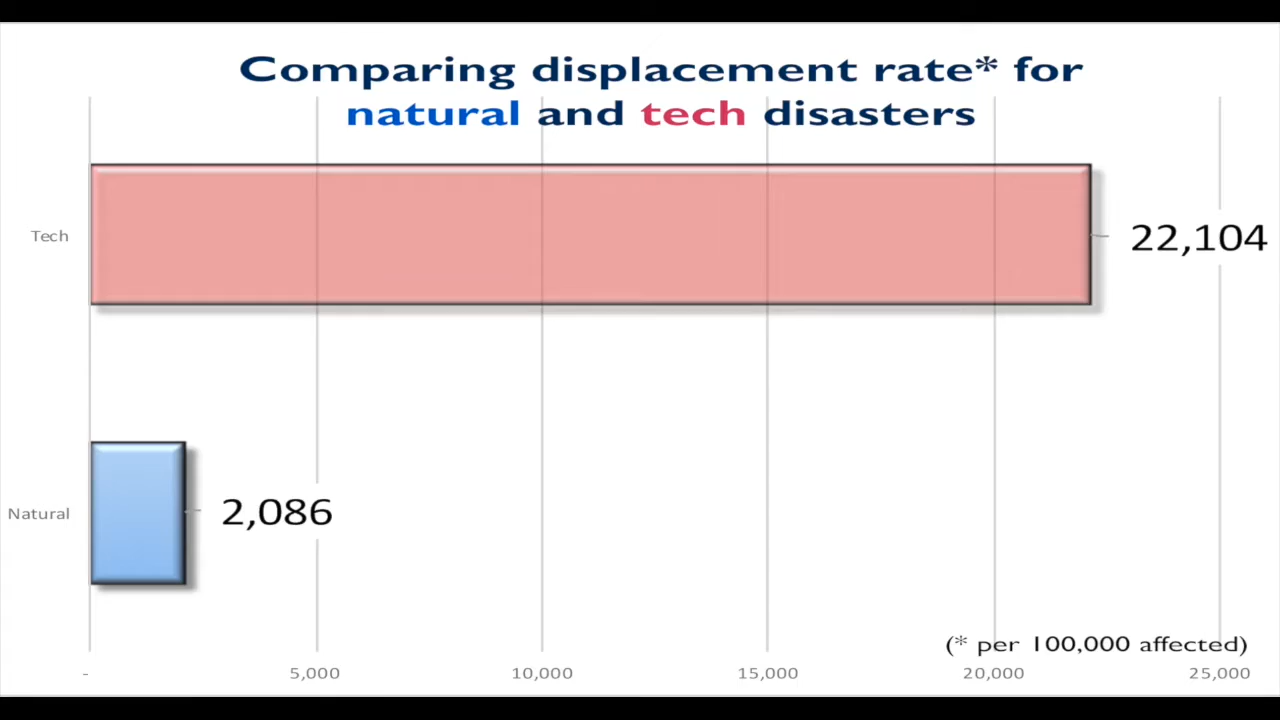 Comparing displacement rate* for
natural and tech disasters
Tech
22,104
Natural
2,086
(* per 100,000 affected)
-
5,000
10,000
15,000
20,000
25,000